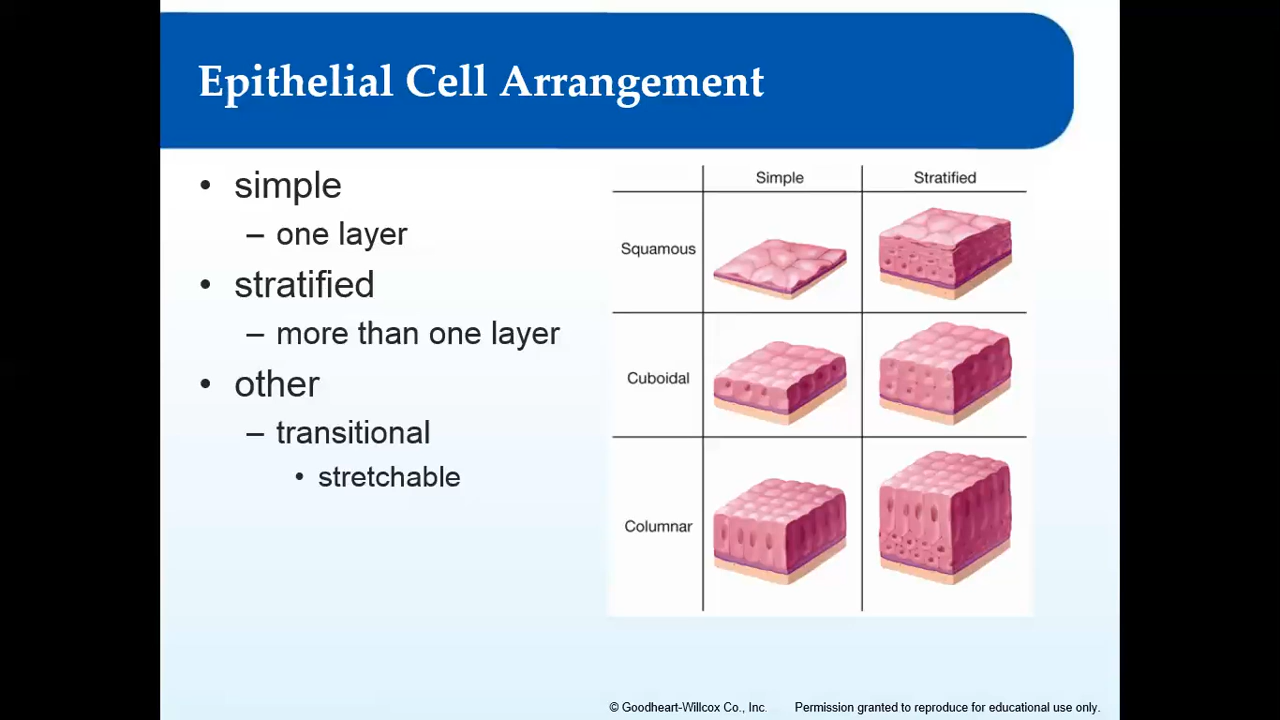 Epithelial Cell Arrangement
• simple
– one layer
• stratified
– more than one layer
• other
– transitional
• stretchable
Simple Stratified
Squamous
Cuboidal
Columnar
© Goodheart-Willcox Co., Inc. Permission granted to reproduce for educational use only.